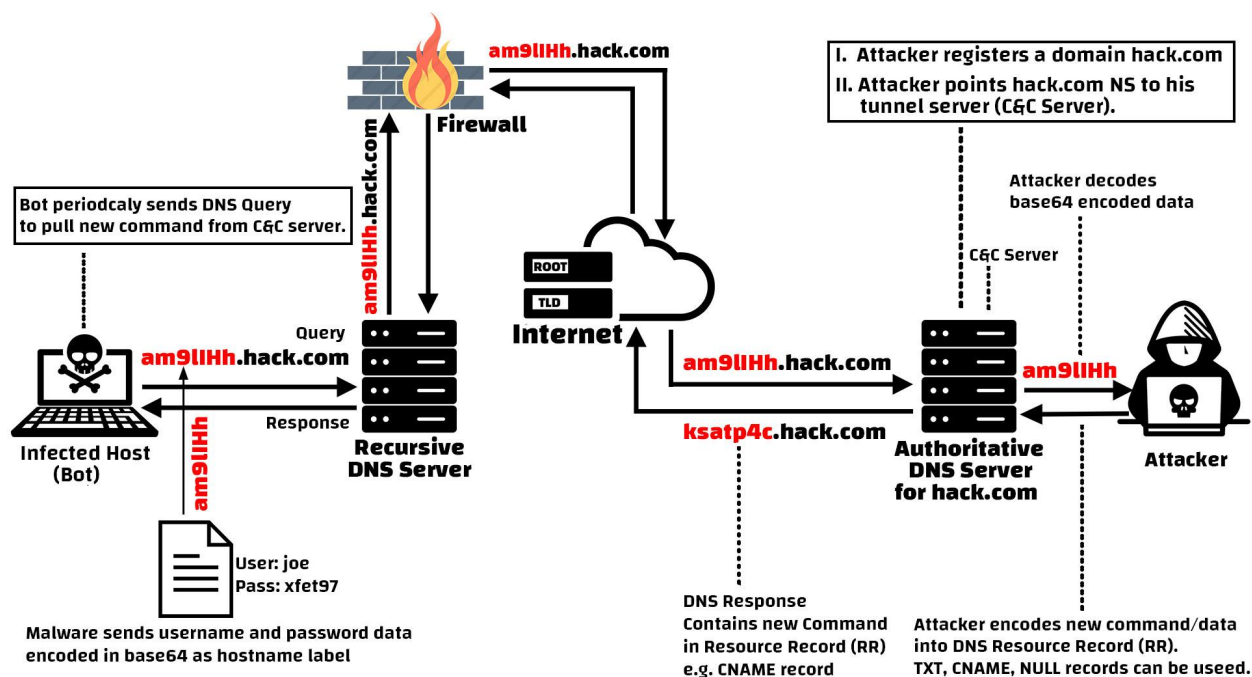 am9lIHh.hack.com
I. Attacker registers a domain hack.com
II. Attacker points hack.com NS to his
tunnel server (C&C Server).
Firewall
am9lIHh.hack.com
Bot periodcaly sends DNS Query
to pull new command from C&C server.
Attacker decodes
base64 encoded data
C&C Server
ROOT
TLD
Internet
Query
am9lIHh.hack.com
Response
am9lIHh
Infected Host
(Bot)
Recursive
DNS Server
am9lIHh.hack.com
ksatp4c.hack.com
am9lIHh
Authoritative
DNS Server
for hack.com
Attacker
User: joe
Pass: xfet97
Malware sends username and password data
encoded in base64 as hostname label
DNS Response
Contains new Command
in Resource Record (RR)
e.g. CNAME record
Attacker encodes new command/data
into DNS Resource Record (RR).
TXT, CNAME, NULL records can be useed.